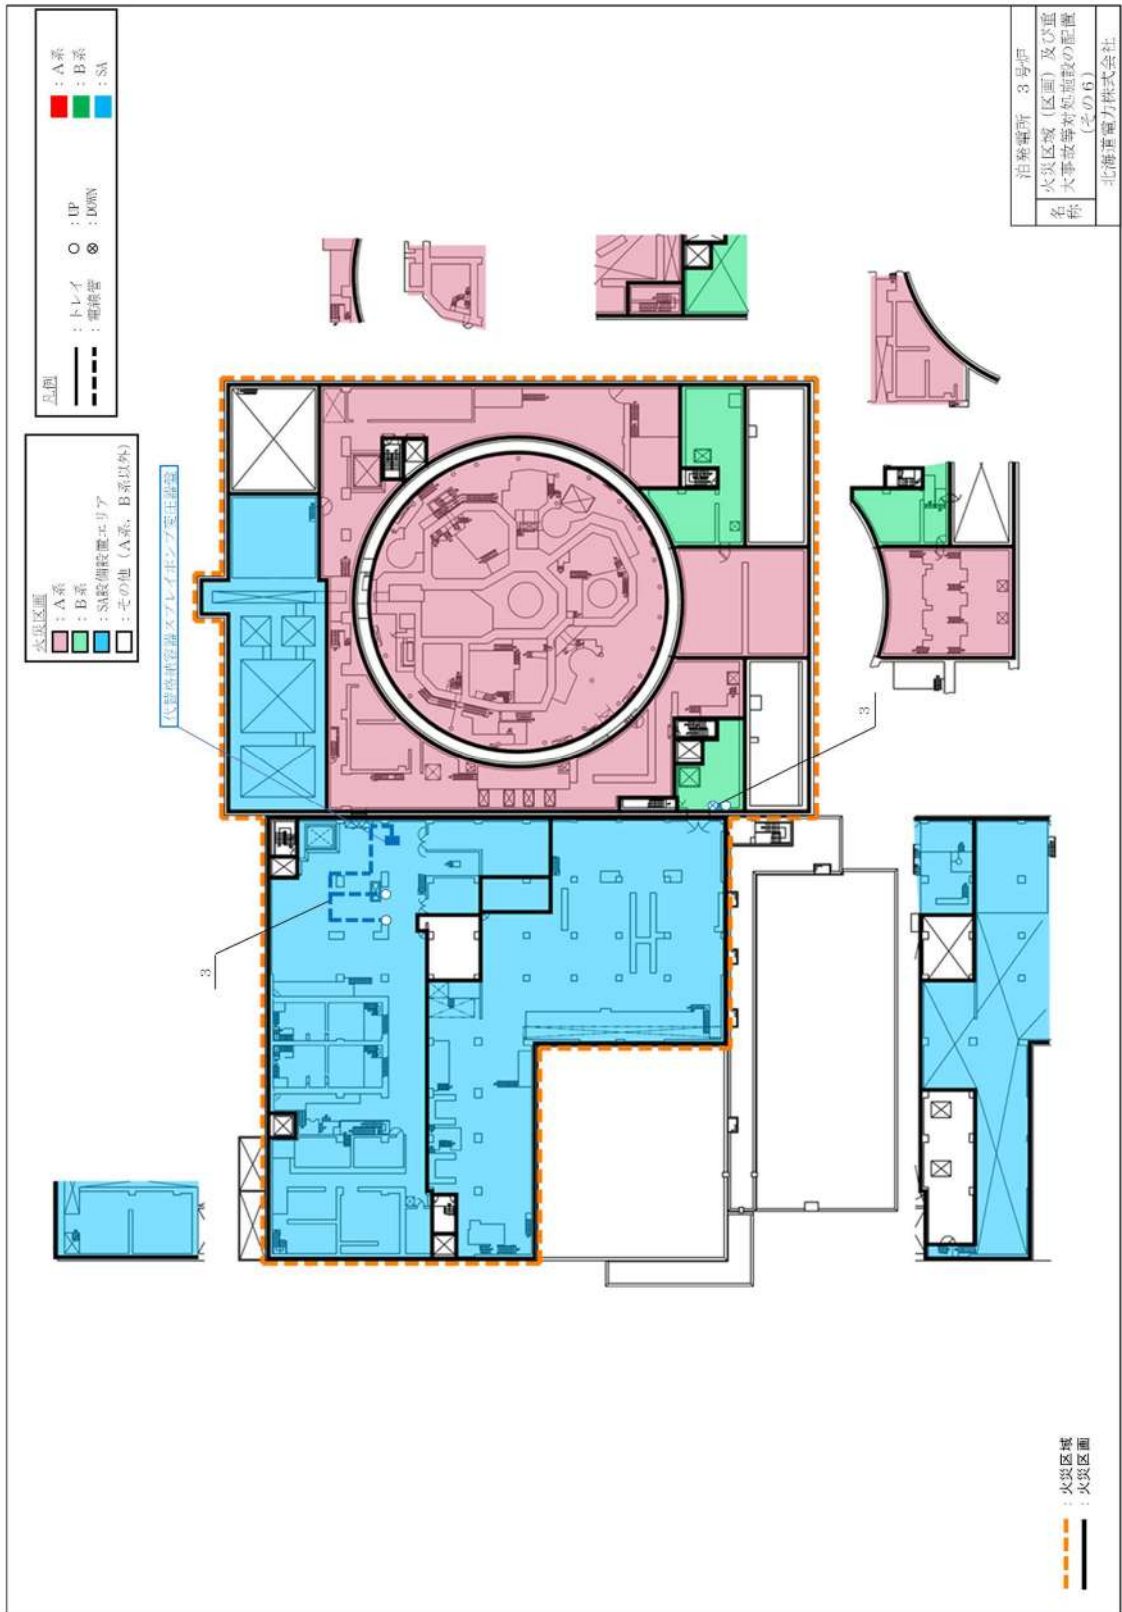 凡例
：トレイ ○：UP
：電線管 ⊗：DOWN
：A系
：B系
：SA
火災区画
：A系
：B系
：SA設備設置エリア
：その他（A系，B系以外）
代替格納容器スプレイポンプ変圧器盤
3
3
：火災区域
：火災区画
泊発電所 3号炉
名称
火災区域（区画）及び重
大事故等対処施設の配置
（その6）
北海道電力株式会社